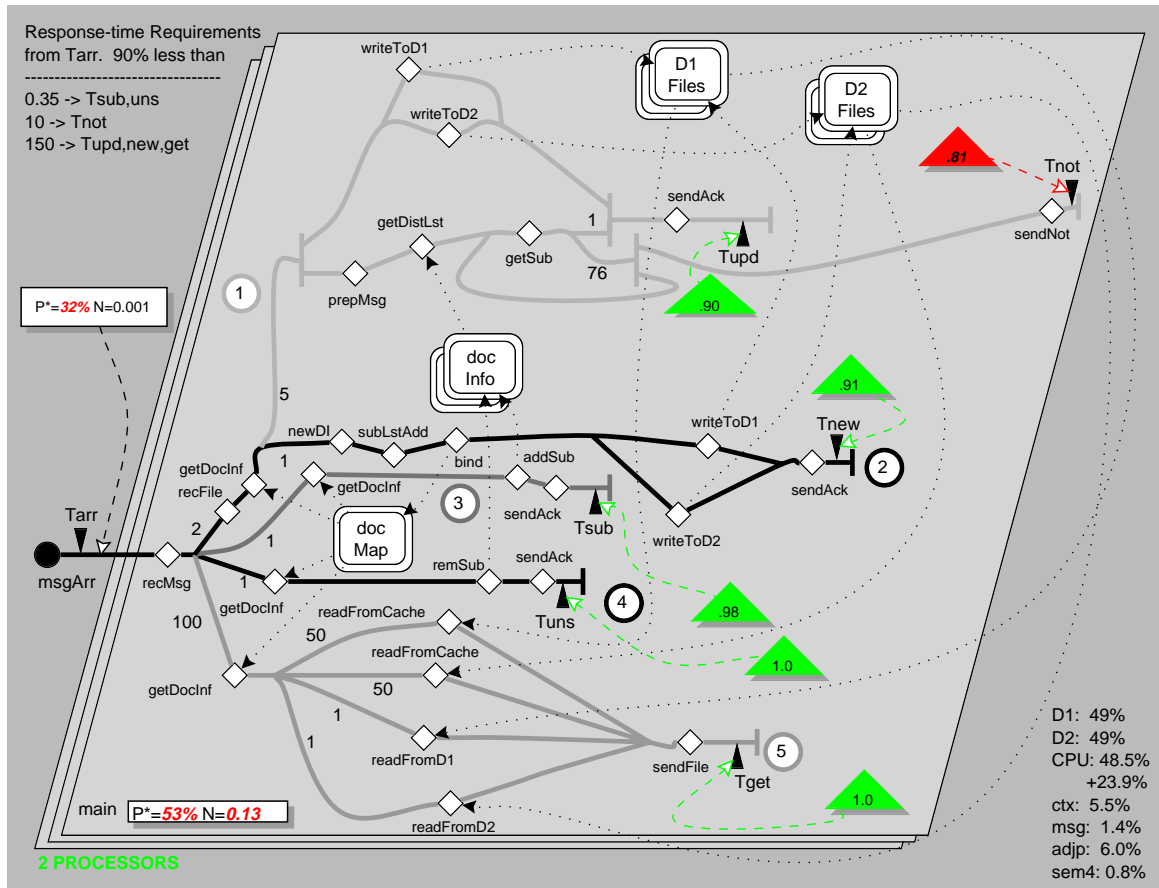 Response-time Requirements
from Tarr.  90% less than
---------------------------------
0.35 -> Tsub,uns
10 -> Tnot
150 -> Tupd,new,get
writeToD1
D1
Files
D2
Files
writeToD2
.81
Tnot
sendAck
getDistLst
1
sendNot
getSub
Tupd
76
prepMsg
1
P*=32% N=0.001
.90
doc
Info
.91
5
newDI
subLstAdd
writeToD1
Tnew
bind
addSub
2
getDocInf
1
getDocInf
sendAck
recFile
3
sendAck
Tsub
Tarr
2
doc
Map
writeToD2
1
msgArr
recMsg
remSub
sendAck
1
getDocInf
4
readFromCache
Tuns
.98
100
50
readFromCache
1.0
getDocInf
50
1
D1:  49%
D2:  49%
1
readFromD1
sendFile
5
CPU: 48.5%
+23.9%
Tget
ctx:  5.5%
main
P*=53% N=0.13
1.0
msg:  1.4%
readFromD2
adjp:  6.0%
2 PROCESSORS
sem4: 0.8%